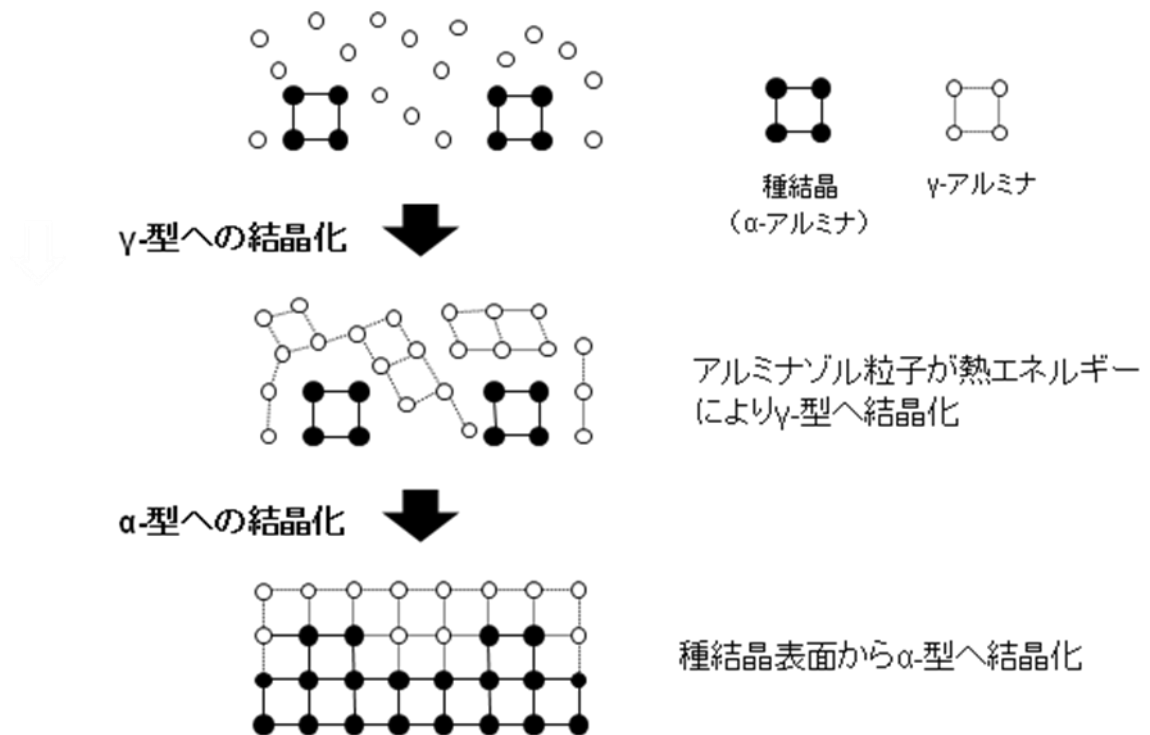 種結晶
(α-アルミナ)
γ-アルミナ
γ-型への結晶化
アルミナゾル粒子が熱エネルギー
によりγ-型へ結晶化
α-型への結晶化
種結晶表面からα-型へ結晶化